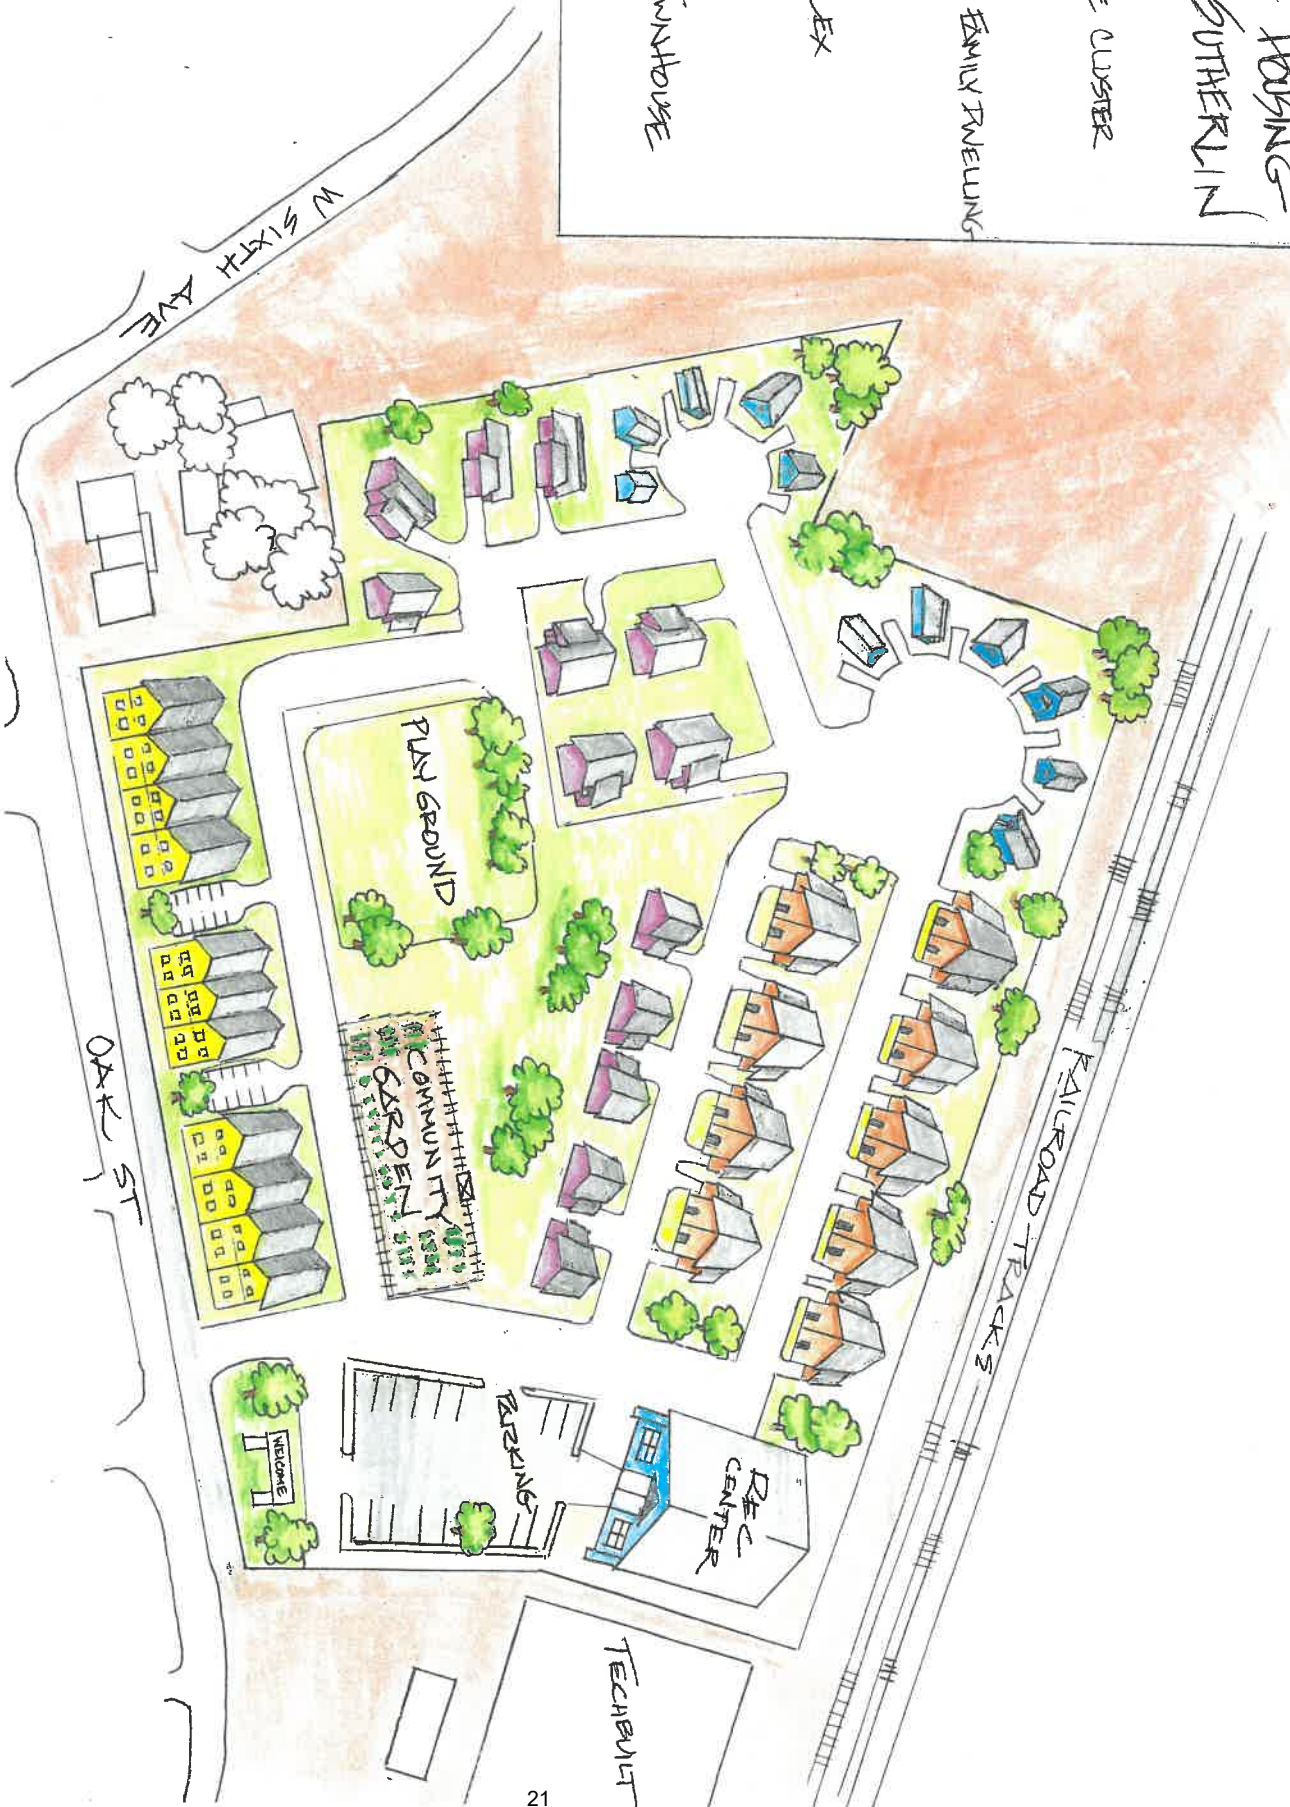 HOUSING
SUTHERLIN
E CLUSTER
FAMILY DWELLING
EX
WNHOUSE
RAILROAD TRACKS
W SIXTH AVE
PLAY GROUND
COMMUNITY
GARDEN
OAK ST
REC
CENTER
PARKING
WELCOME
TECHBUILT
21